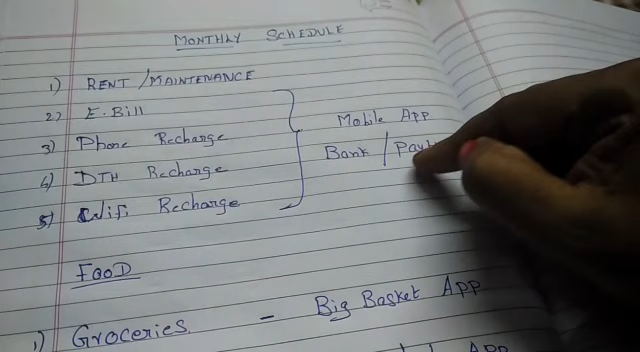 MONTHLY SCHEDULE
1) RENT / MAINTENANCE
2) E. Bill
3) Phone Recharge
4) DTH Recharge
5) Wifi Recharge
Mobile App
Bank /
FOOD
1) Groceries - Big Basket App
App